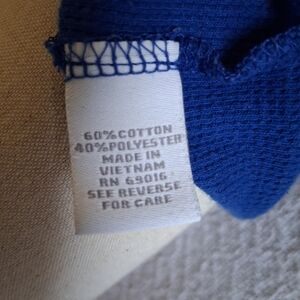 60% COTTON
40% POLYESTER
MADE IN
VIETNAM
RN 69016
SEE REVERSE
FOR CARE